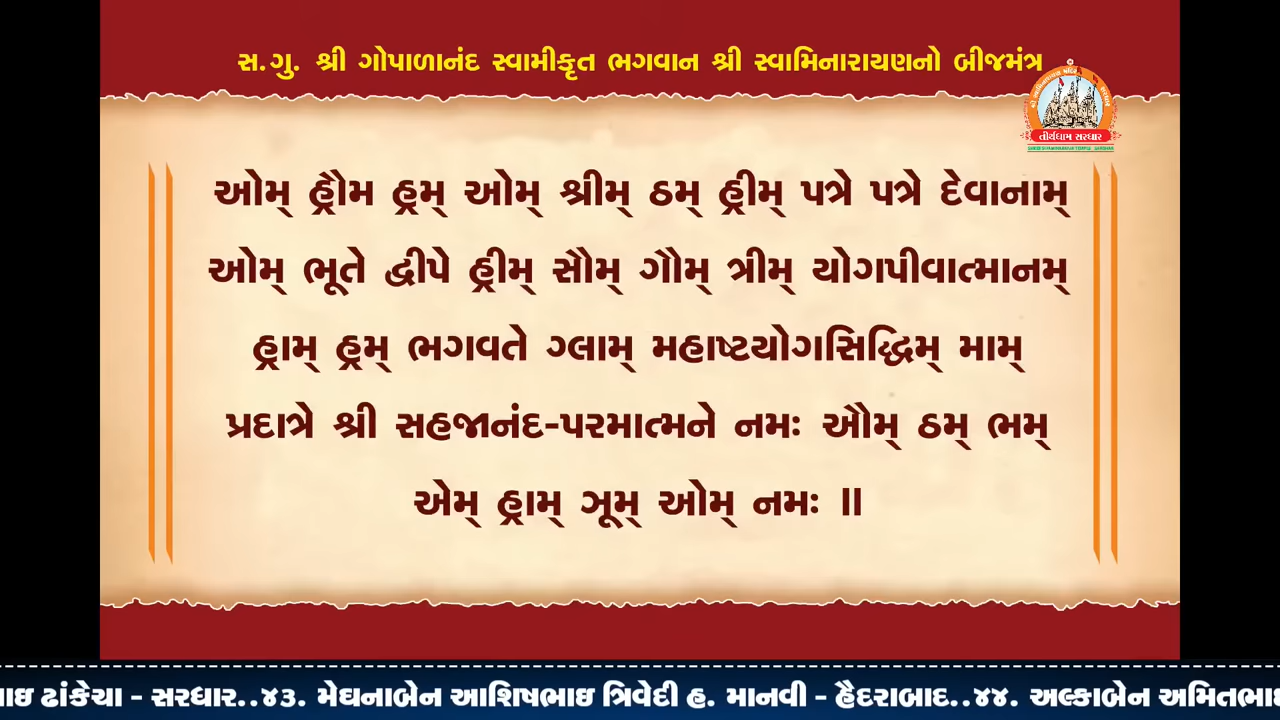 સ.ગુ. શ્રી ગોપાળાનંદ સ્વામીકૃત ભગવાન શ્રી સ્વામિનારાયણનો બીજમંત્ર
તીર્થધામ સરધાર
ઓમ્ હ્રૌમ હ્રમ્ ઓમ્ શ્રીમ્ ઠમ્ હ્રીમ્ પત્રે પત્રે દેવાનામ્
ઓમ્ ભૂતે દ્વીપે હ્રીમ્ સૌમ્ ગૌમ્ ત્રીમ્ યોગપીવાત્માનમ્
હ્રામ્ હ્રમ્ ભગવતે ગ્લામ્ મહાષ્ટયોગસિદ્ધિમ્ મામ્
પ્રદાત્રે શ્રી સહજાનંદ-પરમાત્મને નમઃ ઔમ્ ઠમ્ ભમ્
એમ્ હ્રામ્ ઞૂમ્ ઓમ્ નમઃ ॥
ઢાંકેચા - સરધાર..૪૩. મેઘનાબેન આશિષભાઇ ત્રિવેદી હ. માનવી - હૈદરાબાદ..૪૪. અલ્કાબેન અમિતભાઇ